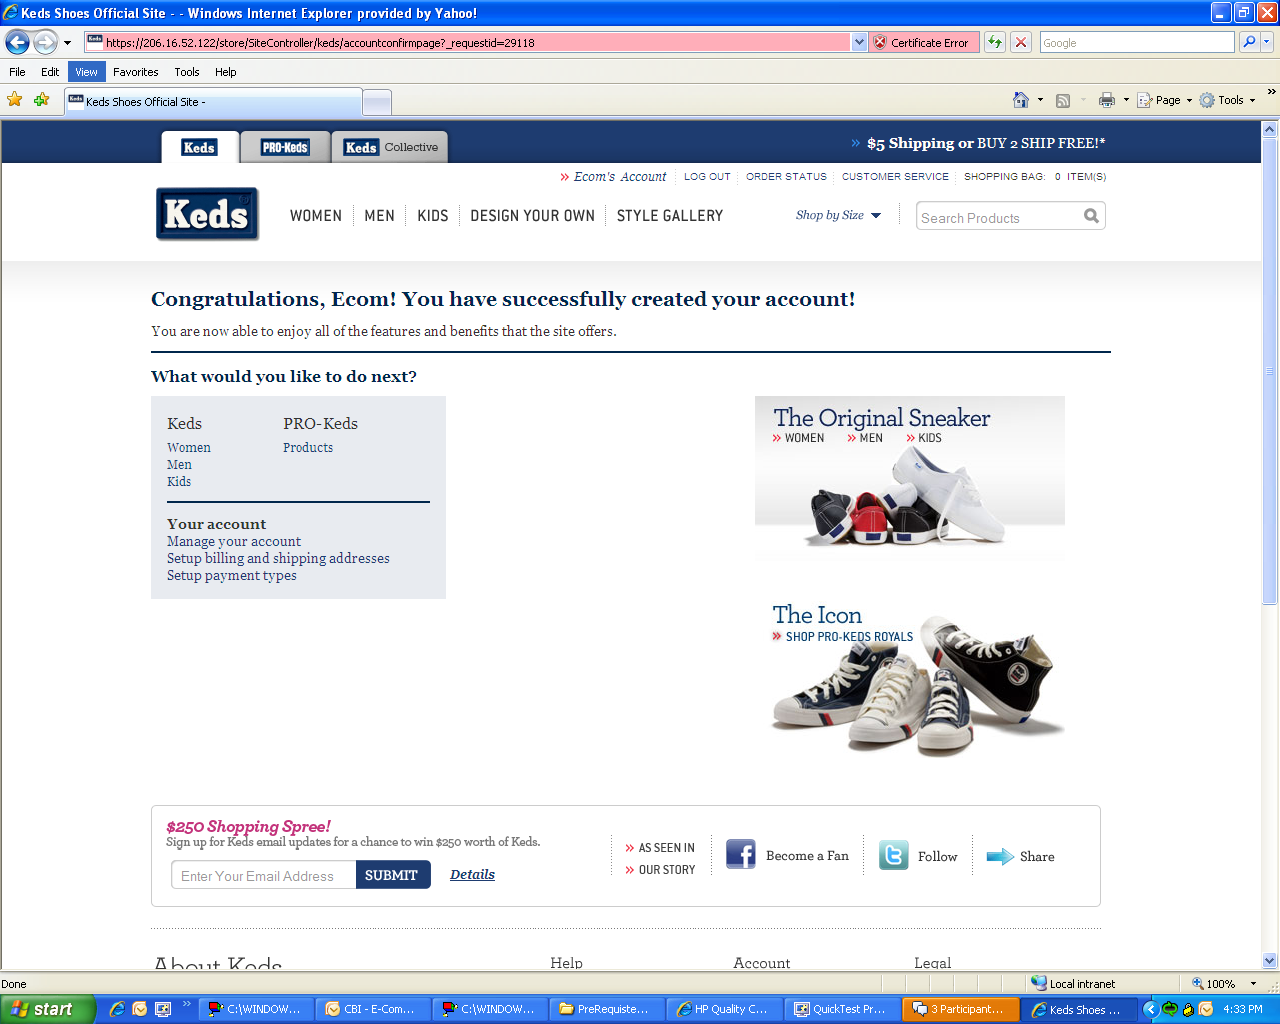 Keds Shoes Official Site - - Windows Internet Explorer provided by Yahoo!
Keds https://206.16.52.122/store/SiteController/keds/accountconfirmpage?_requestid=29118 Certificate Error Google
File Edit View Favorites Tools Help
Keds Keds Shoes Official Site - Page Tools »
Keds PRO-Keds Keds Collective » $5 Shipping or BUY 2 SHIP FREE!*
» Ecom's Account LOG OUT ORDER STATUS CUSTOMER SERVICE SHOPPING BAG: 0 ITEM(S)
Keds® WOMEN MEN KIDS DESIGN YOUR OWN STYLE GALLERY Shop by Size Search Products
Congratulations, Ecom! You have successfully created your account!
You are now able to enjoy all of the features and benefits that the site offers.
What would you like to do next?
Keds PRO-Keds
Women Products
Men
Kids
Your account
Manage your account
Setup billing and shipping addresses
Setup payment types
The Original Sneaker
» WOMEN » MEN » KIDS
The Icon
» SHOP PRO-KEDS ROYALS
$250 Shopping Spree!
Sign up for Keds email updates for a chance to win $250 worth of Keds.
Enter Your Email Address SUBMIT Details
» AS SEEN IN
» OUR STORY
Become a Fan Follow Share
About Keds Help Account Legal
Done Local intranet 100%
start » C:\WINDOW... CBI - E-Com... C:\WINDOW... PreRequiste... HP Quality C... QuickTest Pr... 3 Participant... Keds Shoes ... 4:33 PM